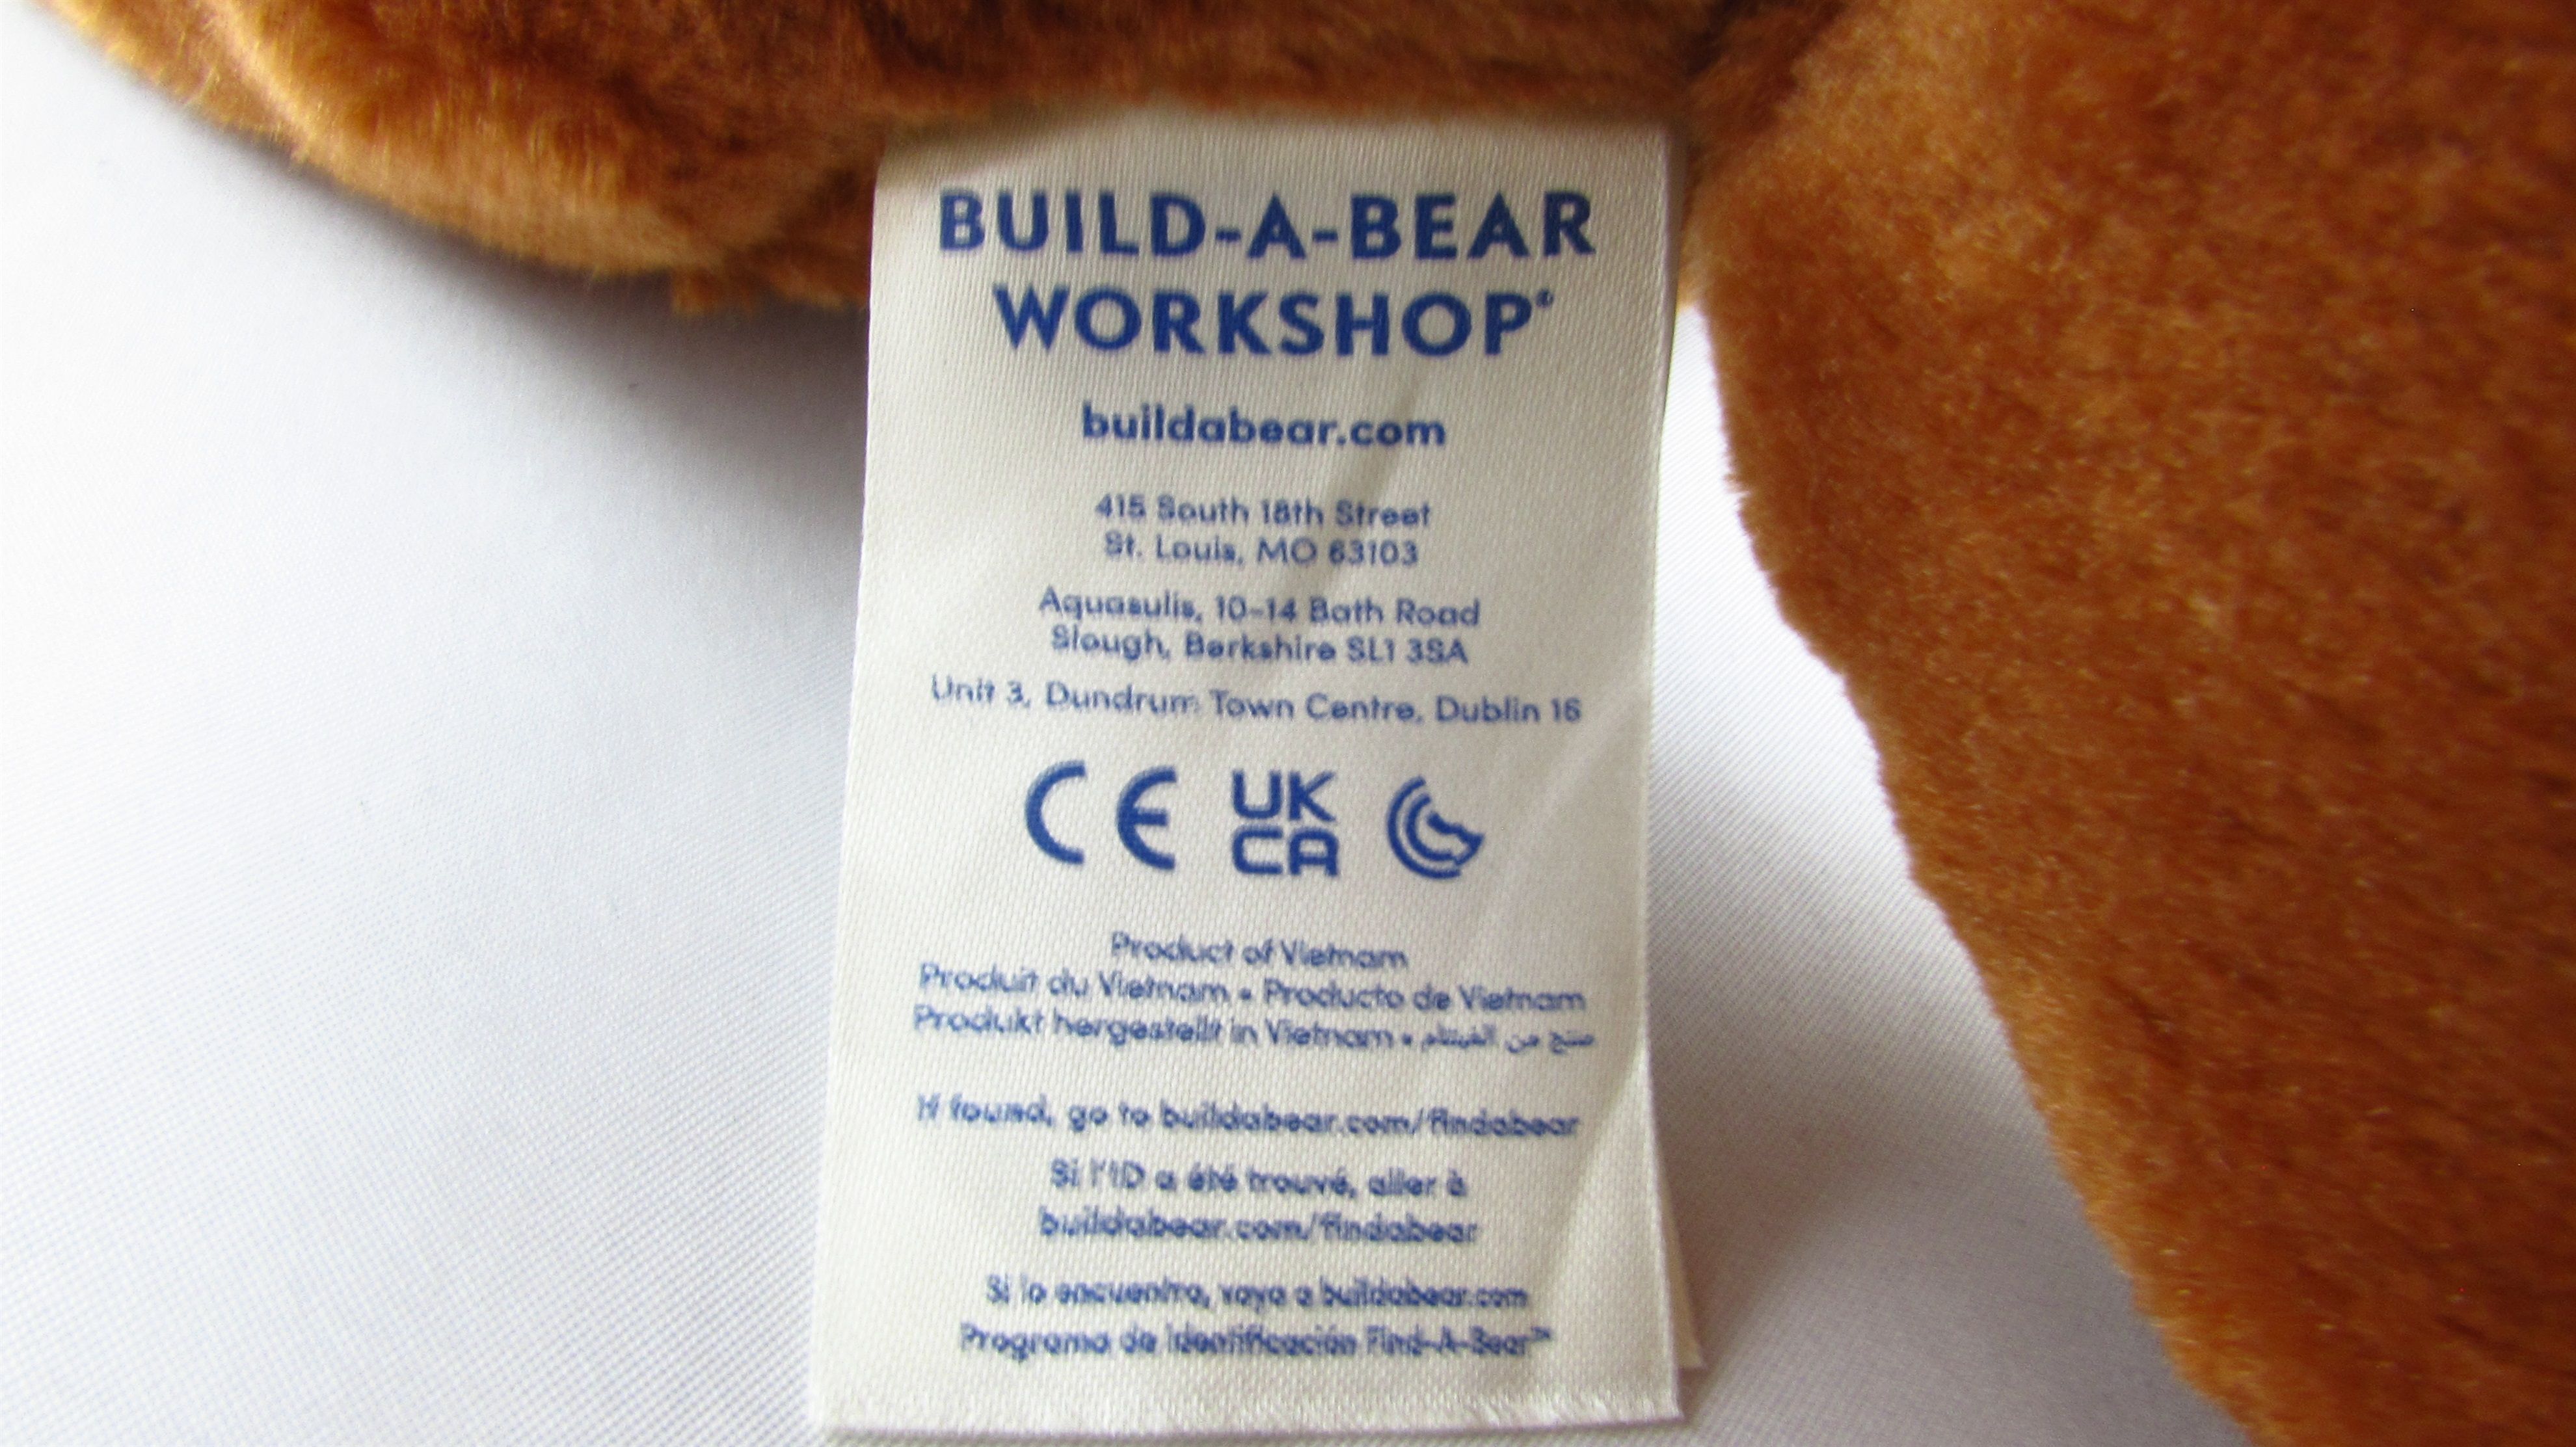 BUILD-A-BEAR
WORKSHOP®
buildabear.com
415 South 18th Street
St. Louis, MO 63103
Aquasulis, 10-14 Bath Road
Slough, Berkshire SL1 3SA
Unit 3, Dundrum Town Centre, Dublin 16
CE UK CA
Product of Vietnam
Produit du Vietnam • Producto de Vietnam
Produkt hergestellt in Vietnam • منتج من الفيتنام
If found, go to buildabear.com/findabear
Si l'ID a été trouvé, aller à
buildabear.com/findabear
Si lo encuentra, vaya a buildabear.com
Programa de identificación Find-A-Bear™